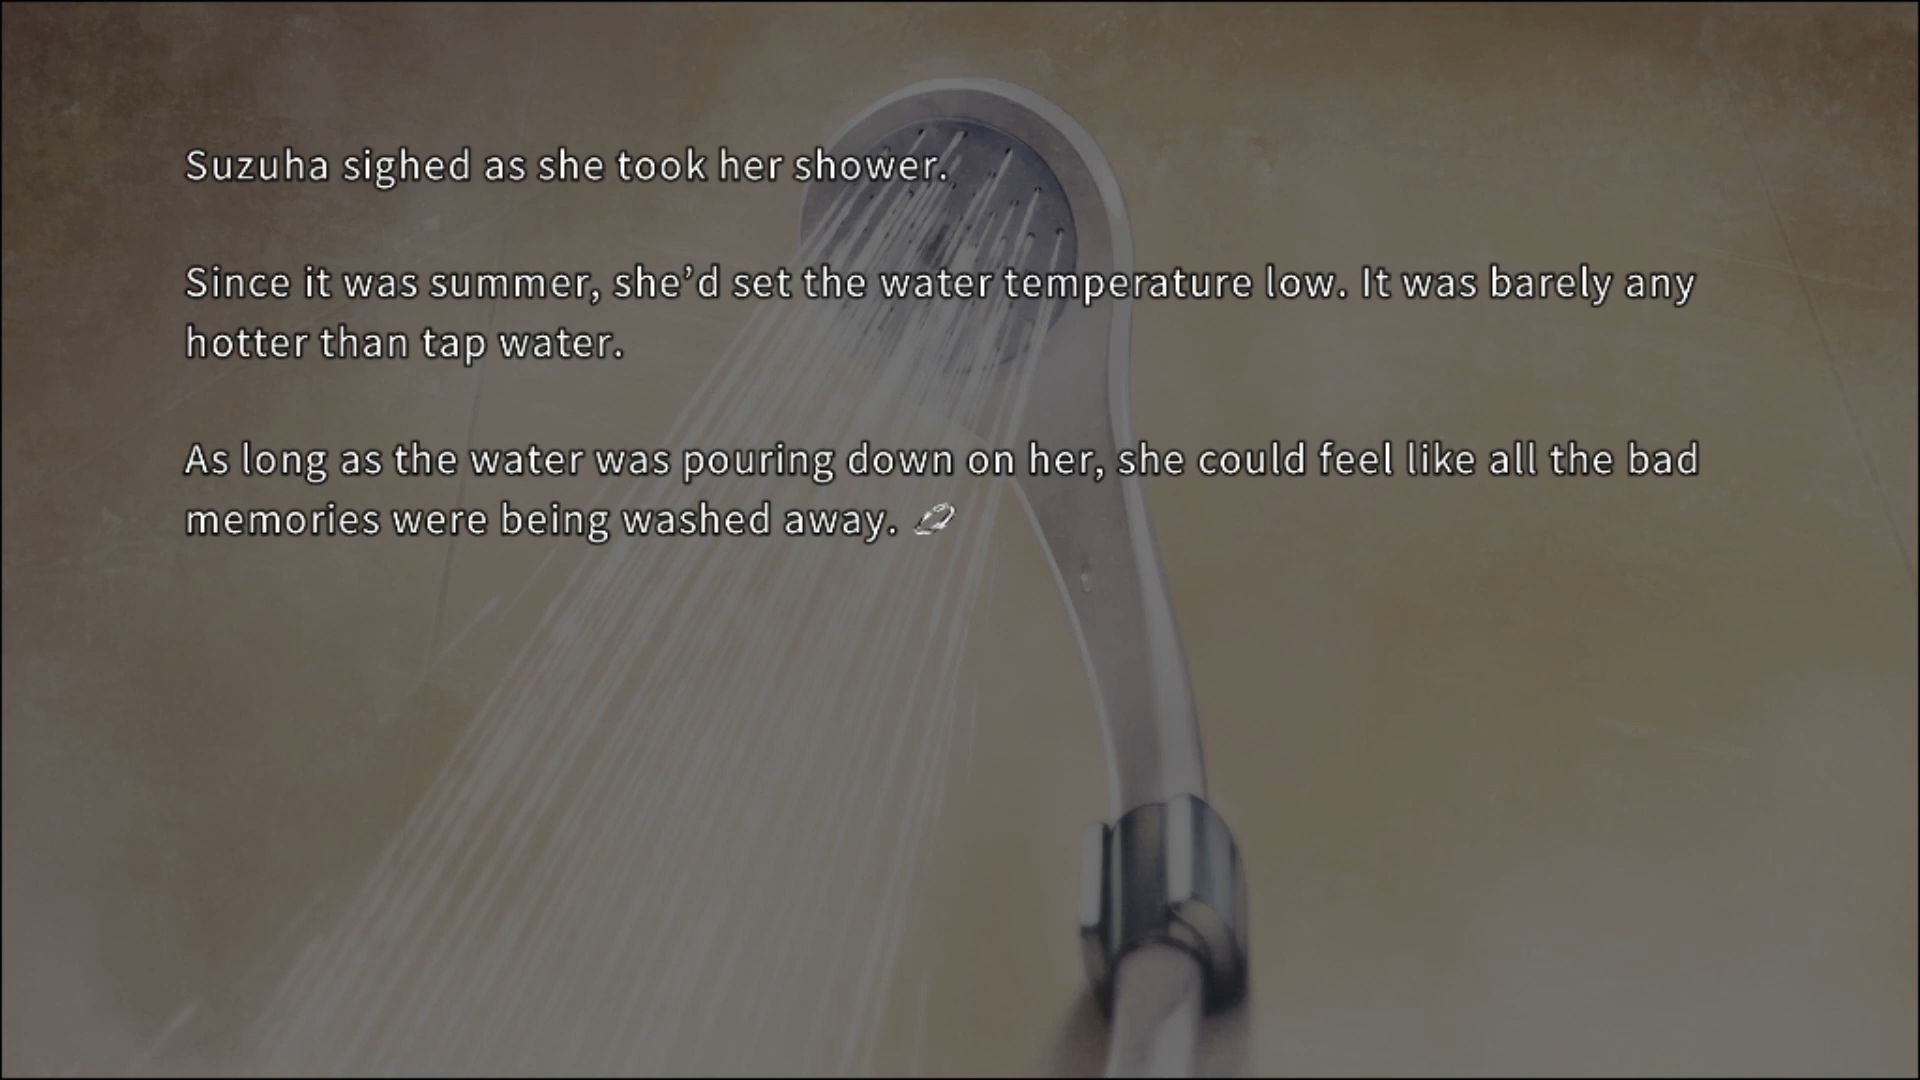 Suzuha sighed as she took her shower.
Since it was summer, she’d set the water temperature low. It was barely any
hotter than tap water.
As long as the water was pouring down on her, she could feel like all the bad
memories were being washed away.